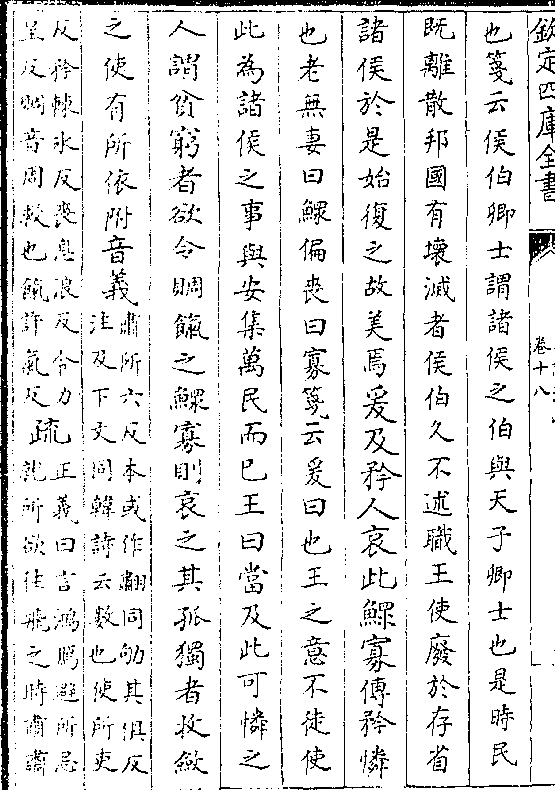 欽定四庫全書
卷十八
也箋云侯伯卿士謂諸侯之伯與天子卿士也是時民
既離散邦國有壞滅者侯伯久不述職王使廢於存省
諸侯於是始復之故美焉爰及矜人哀此鰥寡傳矜憐
也老無妻曰鰥偏喪曰寡箋云爰曰也王之意不徒使
此為諸侯之事與安集萬民而已王曰當及此可憐之
人謂貧窮者欲令賙餼之鰥寡則哀之其孤獨者收斂
之使有所依附音義
肅所六反本或作翽同劬其俱反
注及下文同韓詩云數也使所吏
反矜棘氷反喪息浪反令力
呈反賙音周救也餼許氣反
疏
正義曰言鴻鴈避所忌
就所欲往飛之時肅肅